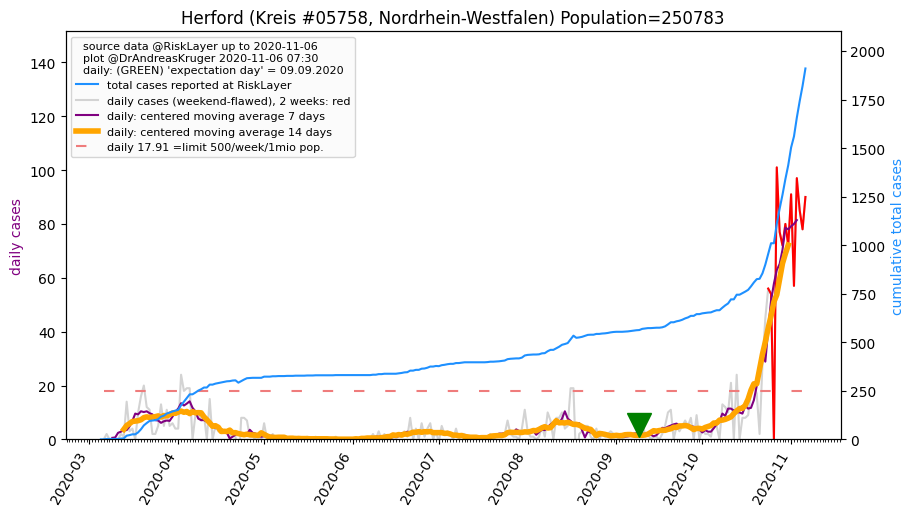 Herford (Kreis #05758, Nordrhein-Westfalen) Population=250783
source data @RiskLayer up to 2020-11-06
plot @DrAndreasKruger 2020-11-06 07:30
daily: (GREEN) 'expectation day' = 09.09.2020
total cases reported at RiskLayer
daily cases (weekend-flawed), 2 weeks: red
daily: centered moving average 7 days
daily: centered moving average 14 days
daily 17.91 =limit 500/week/1mio pop.
daily cases
140
120
100
80
60
40
20
0
cumulative total cases
2000
1750
1500
1250
1000
750
500
250
0
2020-03
2020-04
2020-05
2020-06
2020-07
2020-08
2020-09
2020-10
2020-11